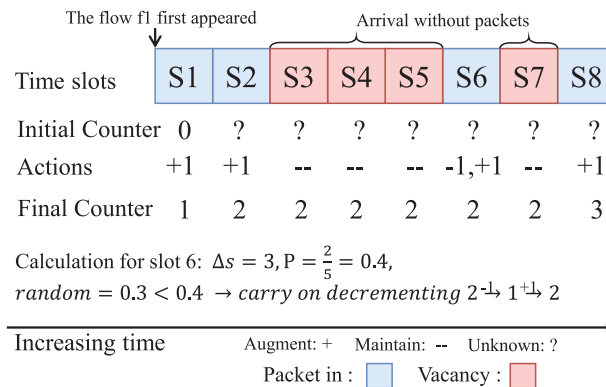 The flow f1 first appeared
Arrival without packets
Time slots S1 S2 S3 S4 S5 S6 S7 S8
Initial Counter 0 ? ? ? ? ? ? ?
Actions +1 +1 -- -- -- -1,+1 -- +1
Final Counter 1 2 2 2 2 2 2 3
Calculation for slot 6: Δs = 3, P = 2/5 = 0.4,
random = 0.3 < 0.4 → carry on decrementing 2 -1→ 1 +1→ 2
Increasing time Augment: + Maintain: -- Unknown: ?
Packet in : Vacancy :